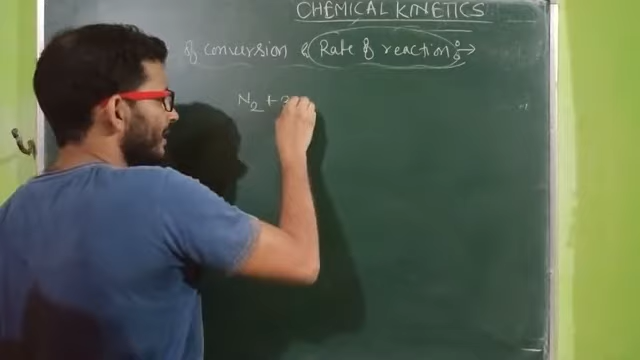 CHEMICAL KINETICS
of conversion & Rate of reaction :→
N₂ +